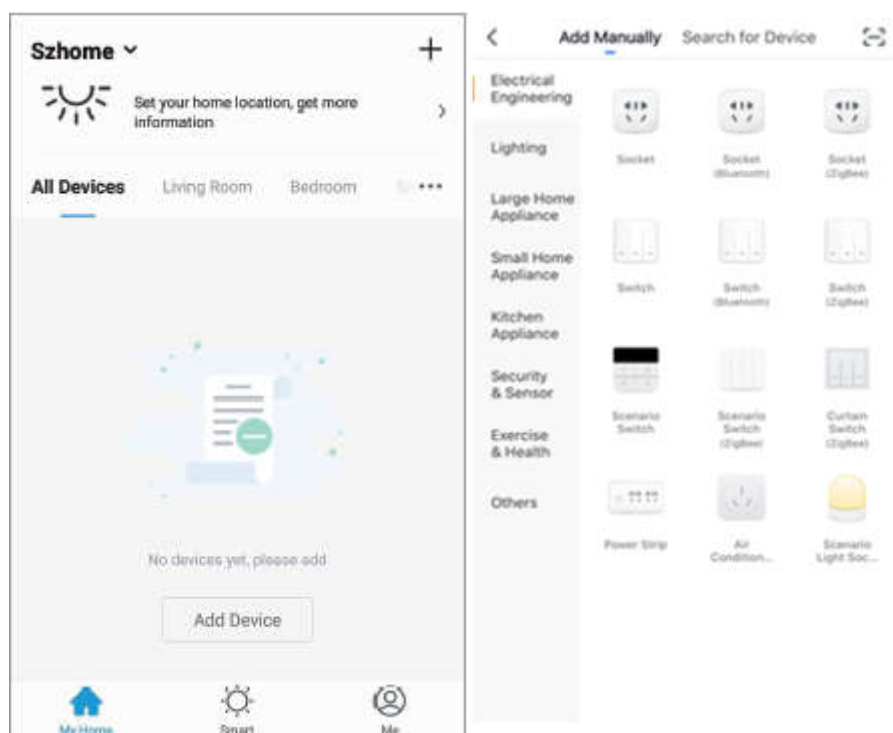 Szhome
Set your home location, get more
information
All Devices Living Room Bedroom
No devices yet, please add
Add Device
My Home Smart Me
Add Manually Search for Device
Electrical
Engineering
Lighting
Large Home
Appliance
Small Home
Appliance
Kitchen
Appliance
Security
& Sensor
Exercise
& Health
Others
Socket Socket Socket
(Bluetooth) (ZigBee)
Switch Switch Switch
(Bluetooth) (ZigBee)
Scenario Scenario Curtain
Switch Switch Switch
(ZigBee) (ZigBee)
Power Strip Air Scenario
Condition... Light Soc...